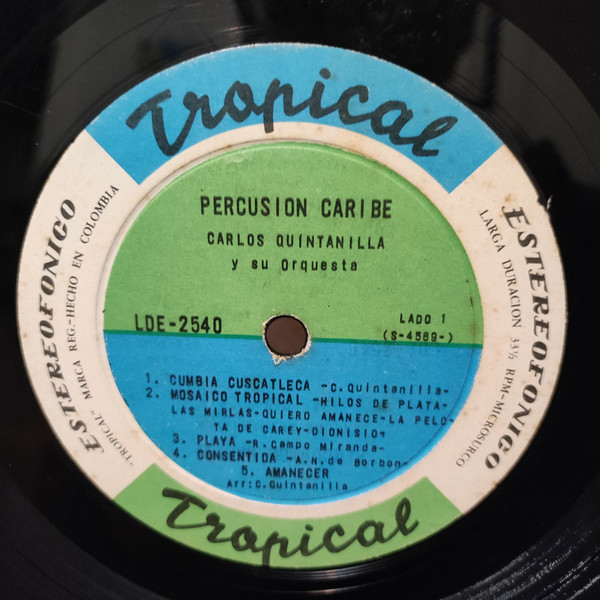 Tropical
ESTEREOFONICO
"TROPICAL" MARCA REG.-HECHO EN COLOMBIA
PERCUSION CARIBE
CARLOS QUINTANILLA
y su Orquesta
LDE-2540
LADO 1
(S-4589-)
1. CUMBIA CUSCATLECA -C.Quintanilla-
2. MOSAICO TROPICAL -HILOS DE PLATA-
LAS MIRLAS-QUIERO AMANECE-LA PELO-
TA DE CAREY-DIONISIO-
3. PLAYA -R.Campo Miranda-
4. CONSENTIDA -A.N.de Borbon-
5. AMANECER
Arr:C.Quintanilla
ESTEREOFONICO
LARGA DURACION 33⅓ RPM-MICROSURCO
Tropical